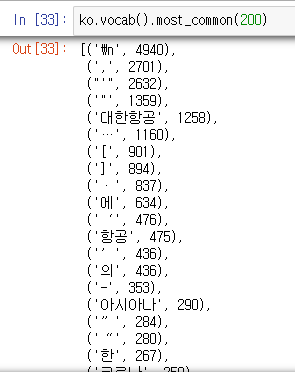 In [33]: ko.vocab().most_common(200)
Out[33]: [('₩n', 4940),
(',', 2701),
("'", 2632),
('"', 1359),
('대한항공', 1258),
('…', 1160),
('[', 901),
(']', 894),
('·', 837),
('에', 634),
('‘', 476),
('항공', 475),
('’', 436),
('의', 436),
('-', 353),
('아시아나', 290),
('”', 284),
('“', 280),
('한', 267),